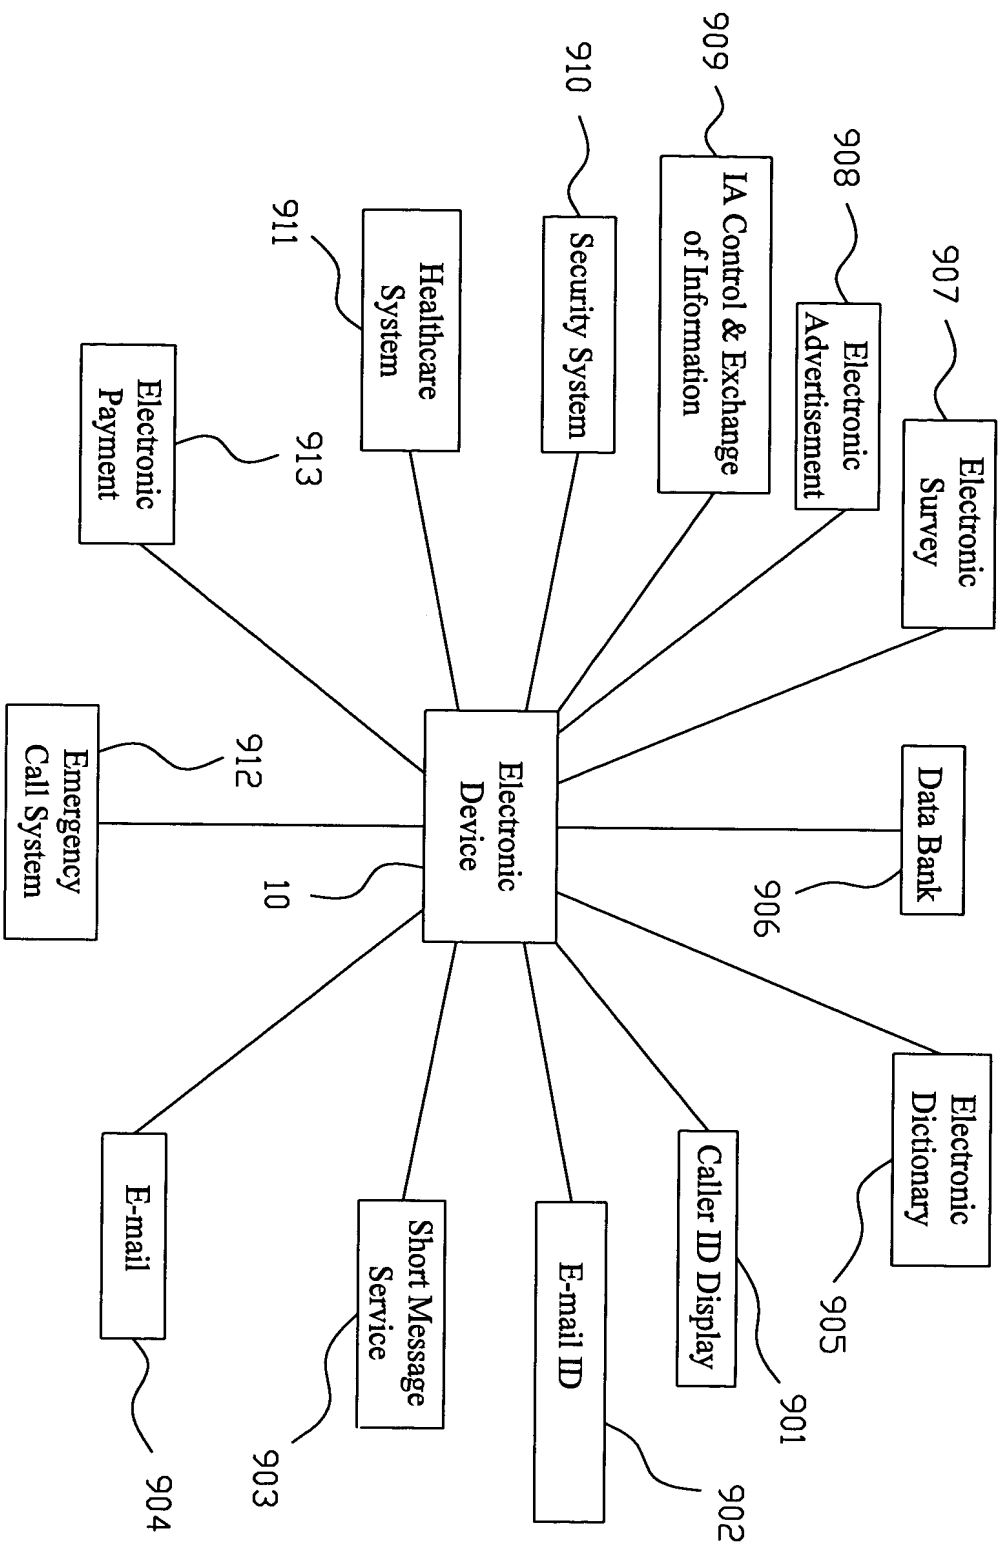 907
Electronic
Survey
Data Bank
906
Electronic
Dictionary
905
908
Electronic
Advertisement
909
IA Control & Exchange
of Information
Caller ID Display
901
910
Security System
Electronic
Device
10
E-mail ID
902
911
Healthcare
System
Short Message
Service
903
913
Electronic
Payment
912
Emergency
Call System
E-mail
904